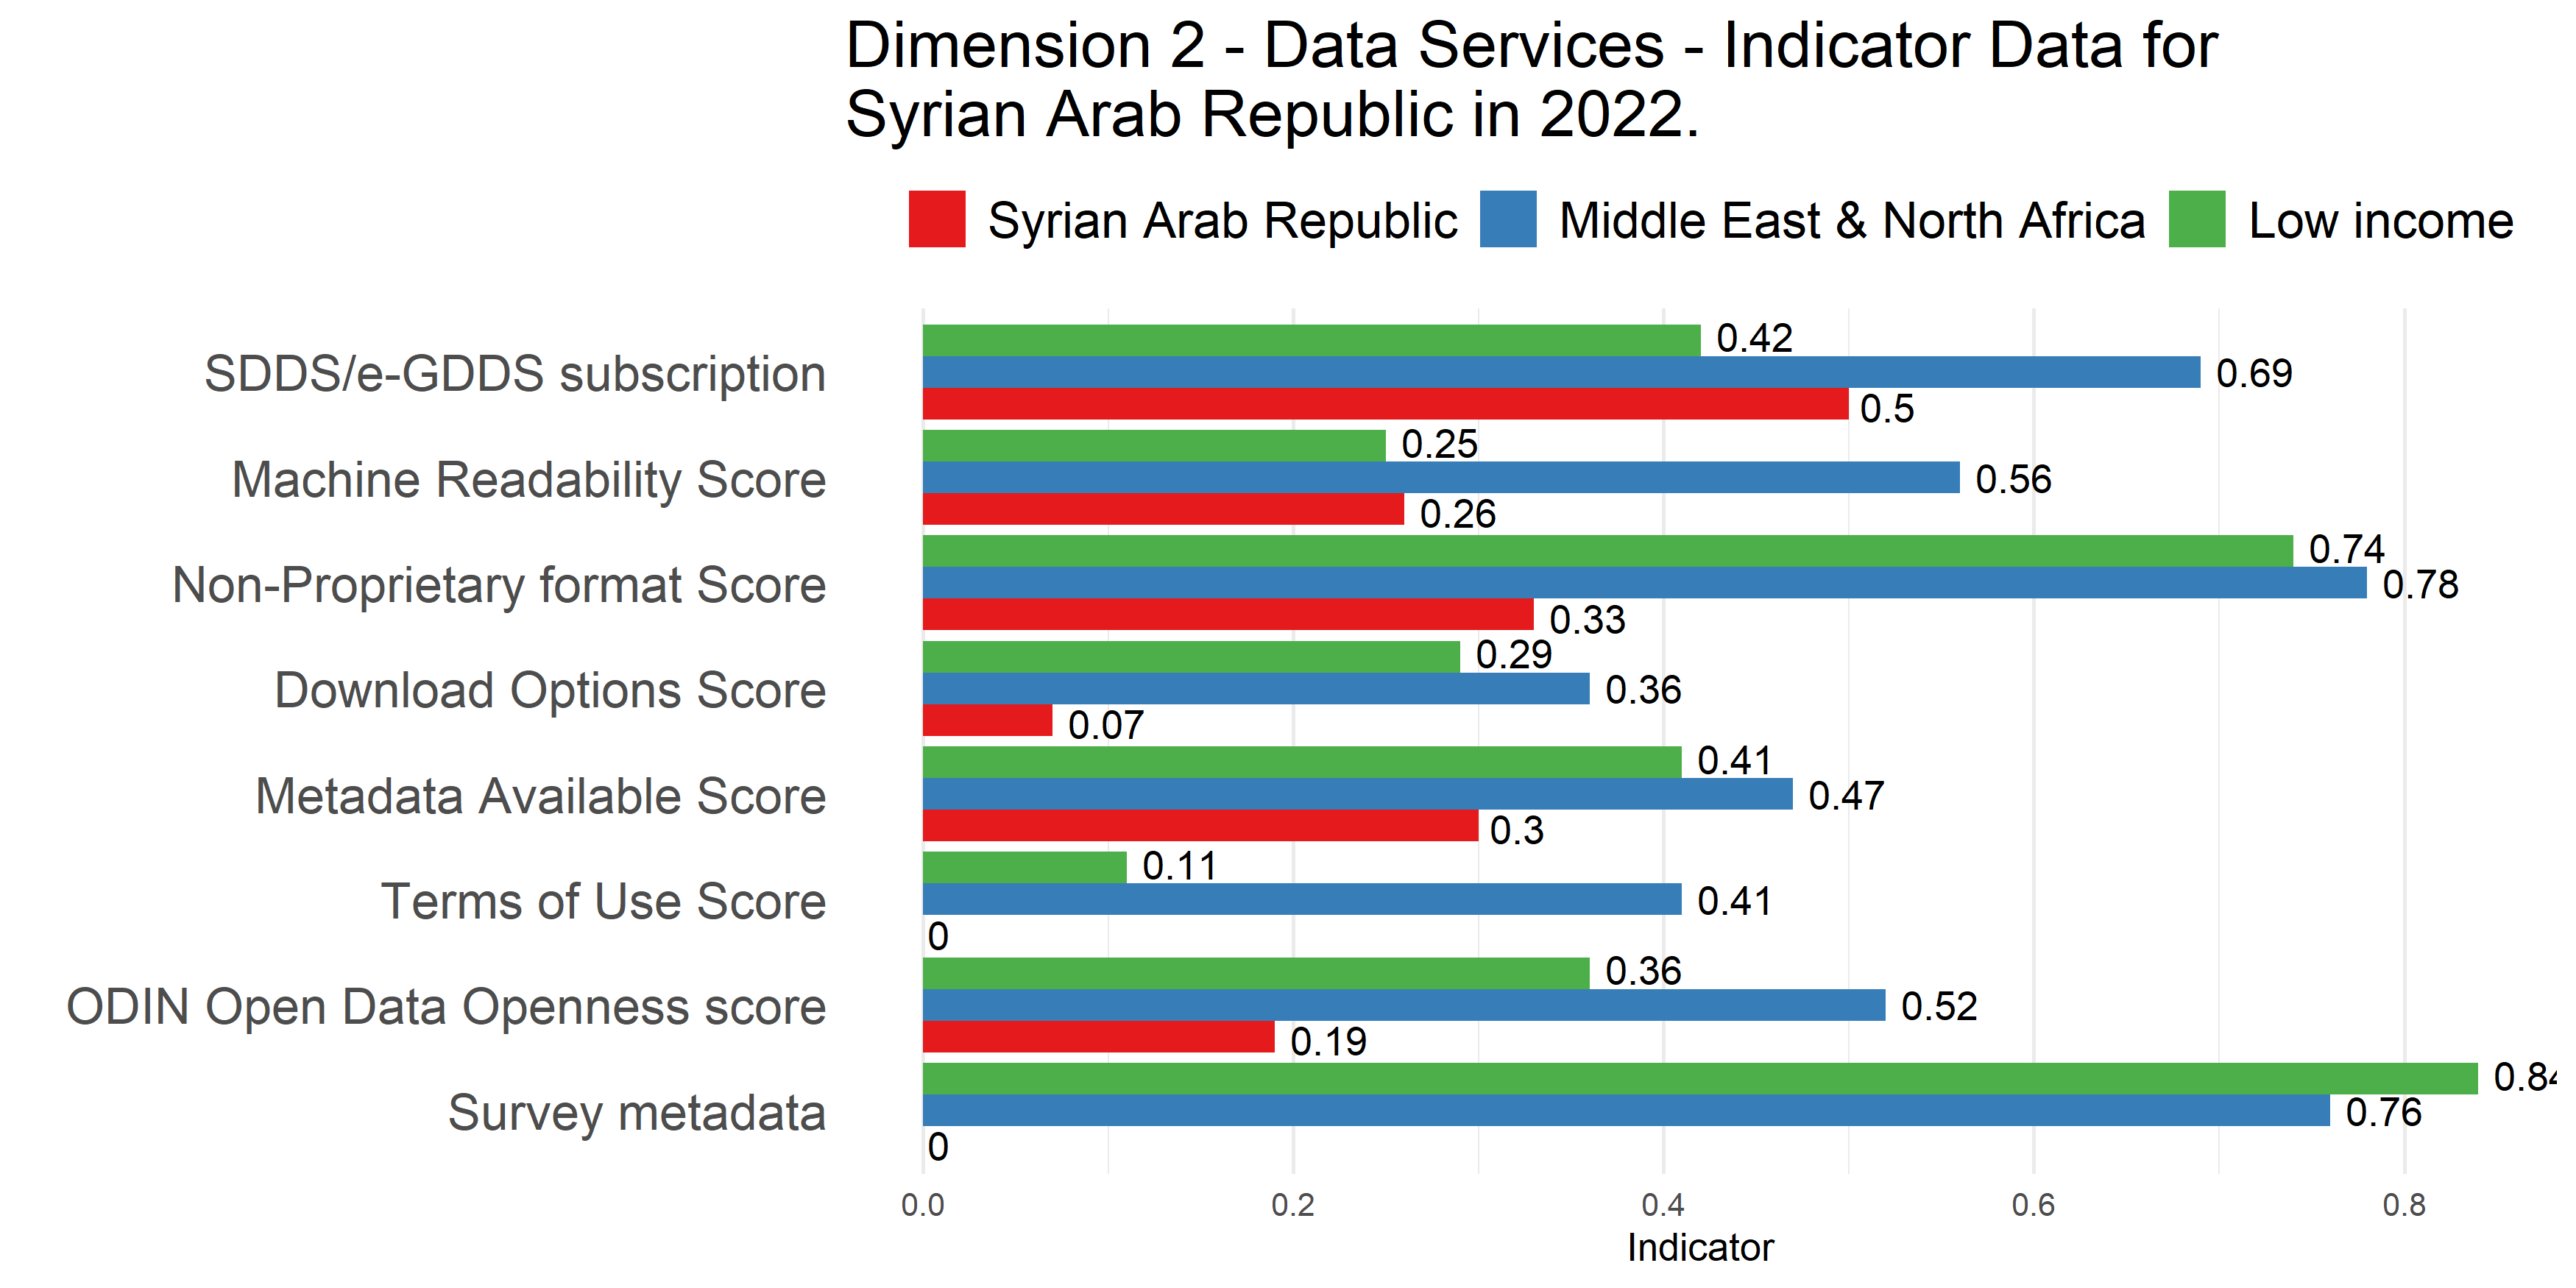 Dimension 2 - Data Services - Indicator Data for
Syrian Arab Republic in 2022.
Syrian Arab Republic Middle East & North Africa Low income
SDDS/e-GDDS subscription
0.42
0.69
0.5
Machine Readability Score
0.25
0.56
0.26
Non-Proprietary format Score
0.74
0.78
0.33
Download Options Score
0.29
0.36
0.07
Metadata Available Score
0.41
0.47
0.3
Terms of Use Score
0.11
0.41
0
ODIN Open Data Openness score
0.36
0.52
0.19
Survey metadata
0.84
0.76
0
0.0 0.2 0.4 0.6 0.8
Indicator